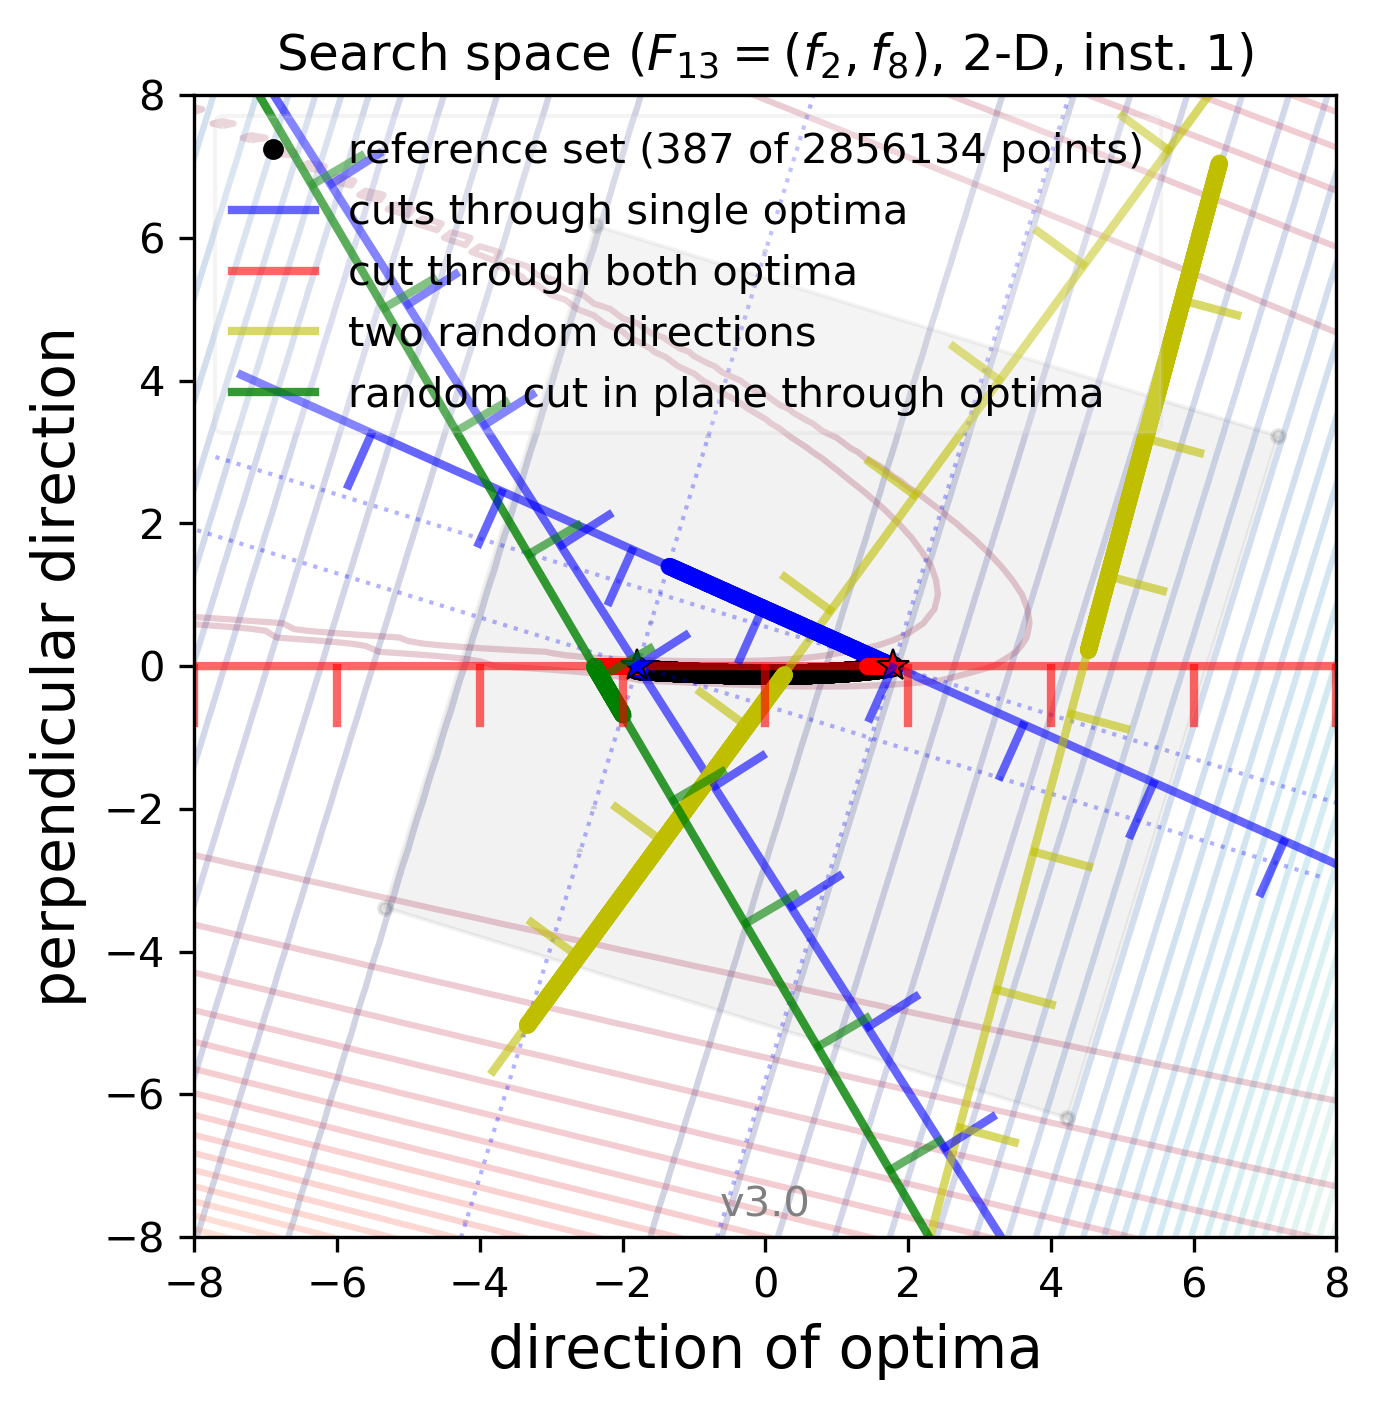 Search space (F₁₃ = (f₂, f₈), 2-D, inst. 1)
reference set (387 of 2856134 points)
cuts through single optima
cut through both optima
two random directions
random cut in plane through optima
perpendicular direction
8
6
4
2
0
−2
−4
−6
−8
v3.0
−8 −6 −4 −2 0 2 4 6 8
direction of optima